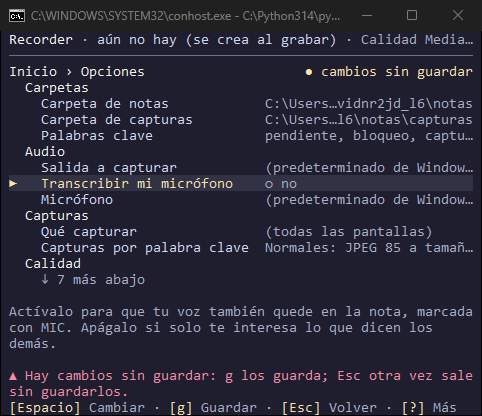 C:\WINDOWS\SYSTEM32\conhost.exe - C:\Python314\py...
Recorder · aún no hay (se crea al grabar) · Calidad Media…
Inicio › Opciones ● cambios sin guardar
Carpetas
Carpeta de notas C:\Users…vidnr2jd_l6\notas
Carpeta de capturas C:\Users…l6\notas\capturas
Palabras clave pendiente, bloqueo, captu…
Audio
Salida a capturar (predeterminado de Window…
► Transcribir mi micrófono o no
Micrófono (predeterminado de Window…
Capturas
Qué capturar (todas las pantallas)
Capturas por palabra clave Normales: JPEG 85 a tamañ…
Calidad
↓ 7 más abajo
Actívalo para que tu voz también quede en la nota, marcada
con MIC. Apágalo si solo te interesa lo que dicen los
demás.
▲ Hay cambios sin guardar: g los guarda; Esc otra vez sale
sin guardarlos.
[Espacio] Cambiar · [g] Guardar · [Esc] Volver · [?] Más